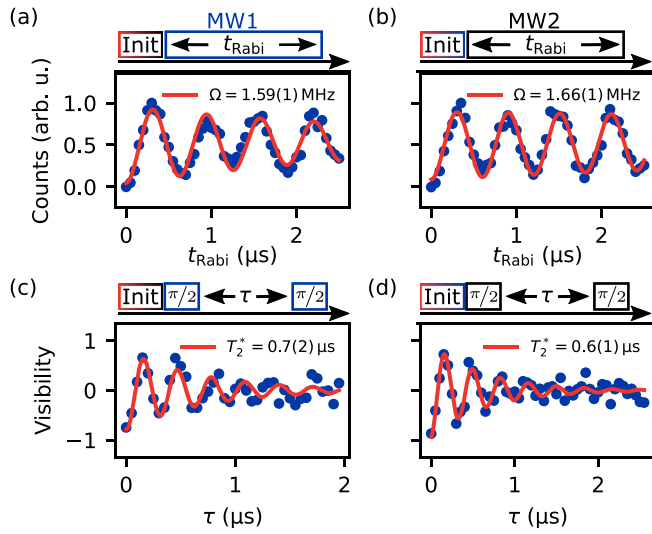 (a) MW1
Init t_Rabi
Counts (arb. u.)
1.0
0.5
0.0
Ω = 1.59(1) MHz
0 1 2
t_Rabi (μs)
(b) MW2
Init t_Rabi
Ω = 1.66(1) MHz
0 1 2
t_Rabi (μs)
(c)
Init π/2 τ π/2
Visibility
1
0
−1
T₂* = 0.7(2) μs
0 1 2
τ (μs)
(d)
Init π/2 τ π/2
T₂* = 0.6(1) μs
0 1 2
τ (μs)